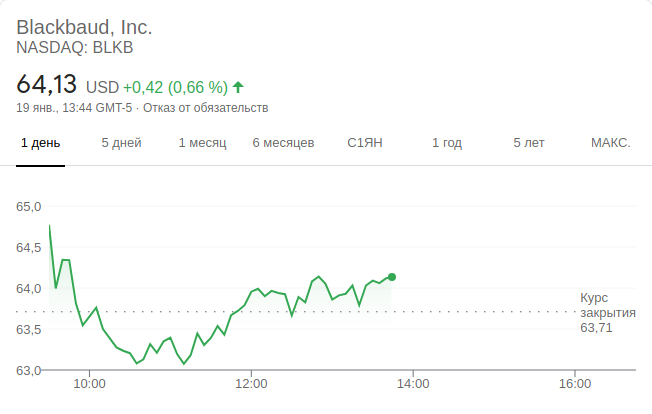 Blackbaud, Inc.
NASDAQ: BLKB
64,13 USD +0,42 (0,66 %)
19 янв., 13:44 GMT-5 · Отказ от обязательств
1 день 5 дней 1 месяц 6 месяцев С1ЯН 1 год 5 лет МАКС.
65,0
64,5
64,0
63,5
63,0
Курс
закрытия
63,71
10:00 12:00 14:00 16:00